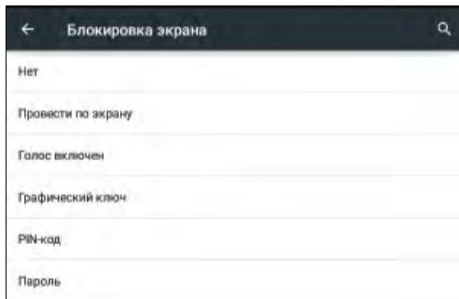 Блокировка экрана
Нет
Провести по экрану
Голос включен
Графический ключ
PIN-код
Пароль